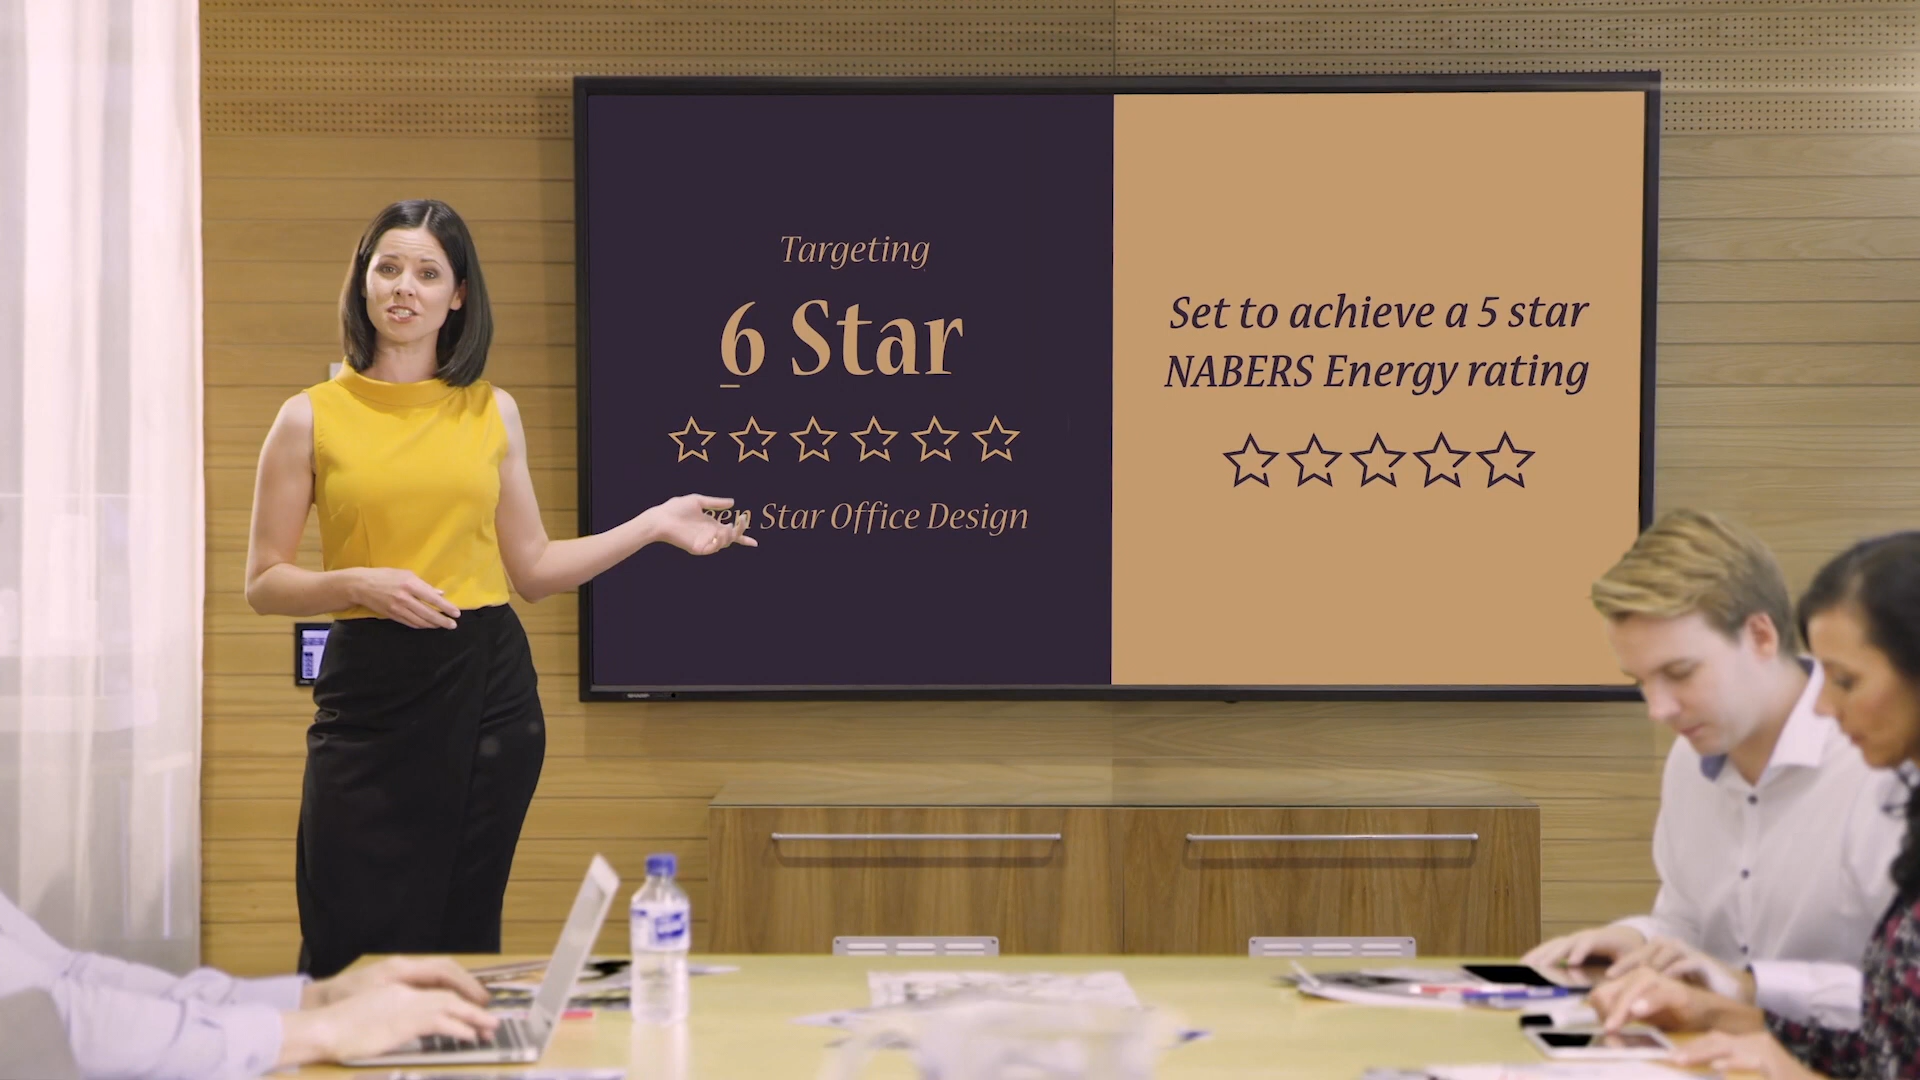 Targeting
6 Star
Star Office Design
Set to achieve a 5 star
NABERS Energy rating